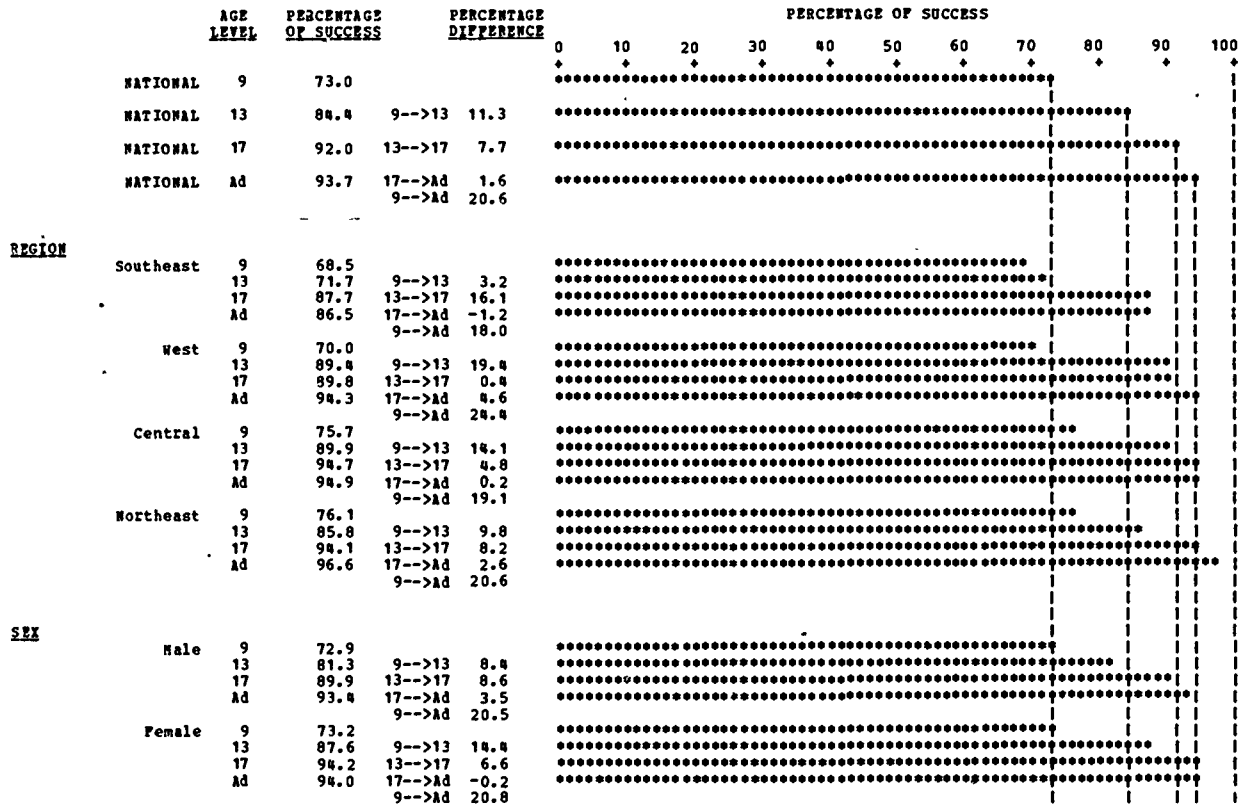 AGE PERCENTAGE PERCENTAGE PERCENTAGE OF SUCCESS
LEVEL OF SUCCESS DIFFERENCE
0 10 20 30 40 50 60 70 80 90 100
NATIONAL 9 73.0
NATIONAL 13 84.4 9-->13 11.3
NATIONAL 17 92.0 13-->17 7.7
NATIONAL Ad 93.7 17-->Ad 1.6
9-->Ad 20.6
REGION
Southeast 9 68.5
13 71.7 9-->13 3.2
17 87.7 13-->17 16.1
Ad 86.5 17-->Ad -1.2
9-->Ad 18.0
West 9 70.0
13 89.4 9-->13 19.4
17 89.8 13-->17 0.4
Ad 94.3 17-->Ad 4.6
9-->Ad 24.4
Central 9 75.7
13 89.9 9-->13 14.1
17 94.7 13-->17 4.8
Ad 94.9 17-->Ad 0.2
9-->Ad 19.1
Northeast 9 76.1
13 85.8 9-->13 9.8
17 94.1 13-->17 8.2
Ad 96.6 17-->Ad 2.6
9-->Ad 20.6
SEX
Male 9 72.9
13 81.3 9-->13 8.4
17 89.9 13-->17 8.6
Ad 93.4 17-->Ad 3.5
9-->Ad 20.5
Female 9 73.2
13 87.6 9-->13 14.4
17 94.2 13-->17 6.6
Ad 94.0 17-->Ad -0.2
9-->Ad 20.8